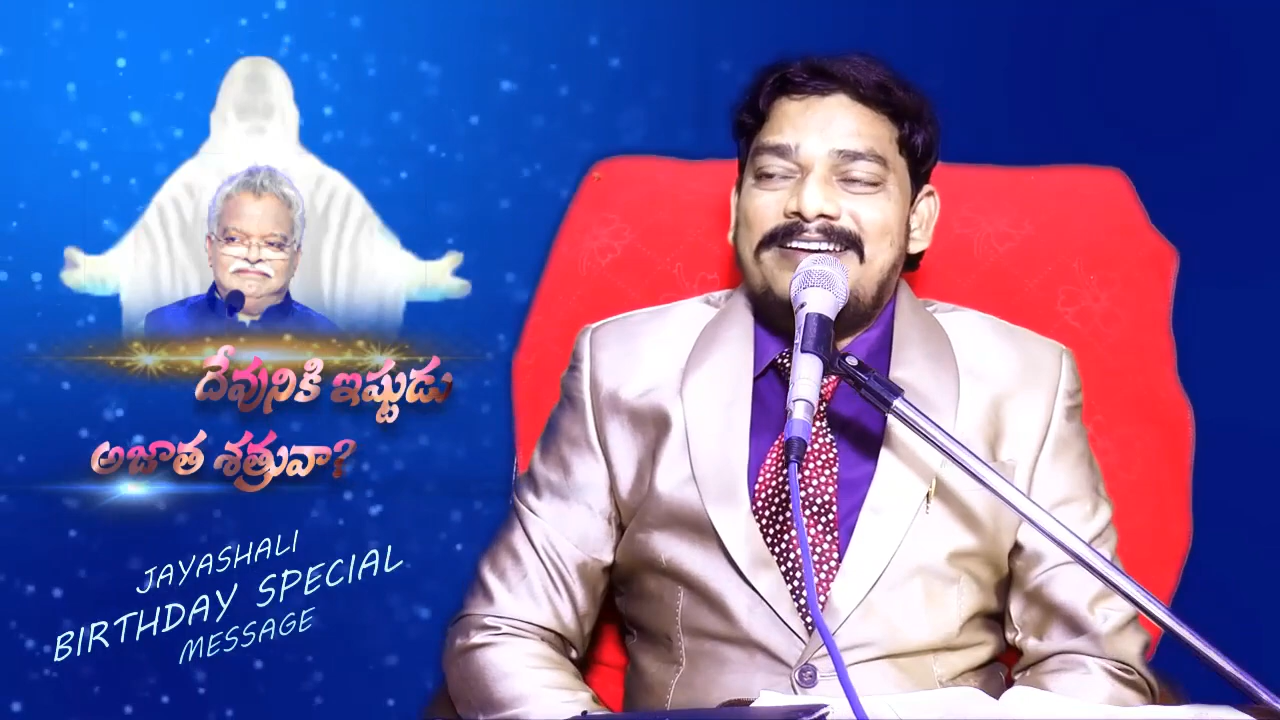 దేవునికి ఇష్టుడు
అజాత శత్రువా?
JAYASHALI
BIRTHDAY SPECIAL
MESSAGE